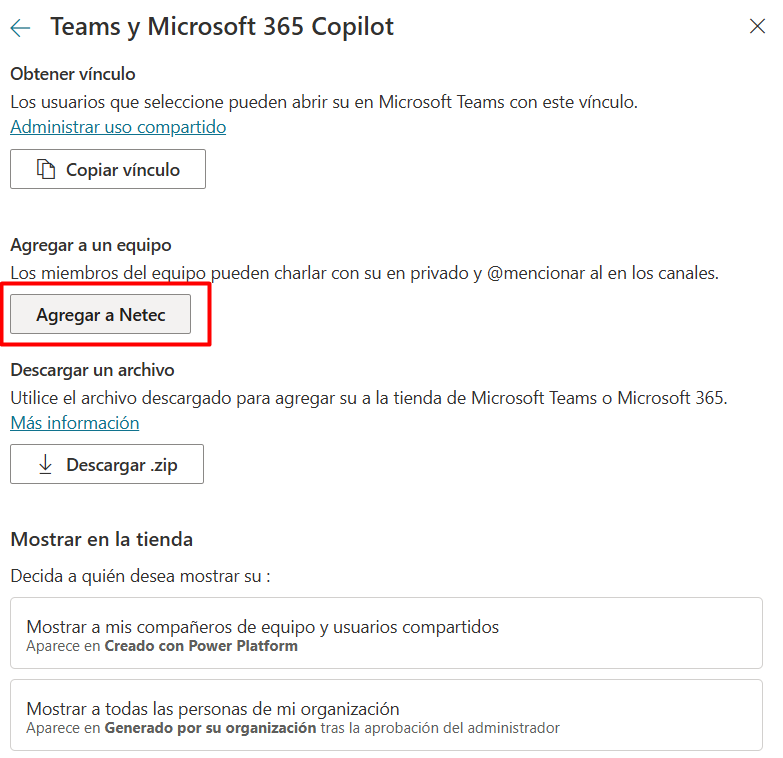 Teams y Microsoft 365 Copilot
Obtener vínculo
Los usuarios que seleccione pueden abrir su en Microsoft Teams con este vínculo.
Administrar uso compartido
Copiar vínculo
Agregar a un equipo
Los miembros del equipo pueden charlar con su en privado y @mencionar al en los canales.
Agregar a Netec
Descargar un archivo
Utilice el archivo descargado para agregar su a la tienda de Microsoft Teams o Microsoft 365.
Más información
Descargar .zip
Mostrar en la tienda
Decida a quién desea mostrar su :
Mostrar a mis compañeros de equipo y usuarios compartidos
Aparece en Creado con Power Platform
Mostrar a todas las personas de mi organización
Aparece en Generado por su organización tras la aprobación del administrador